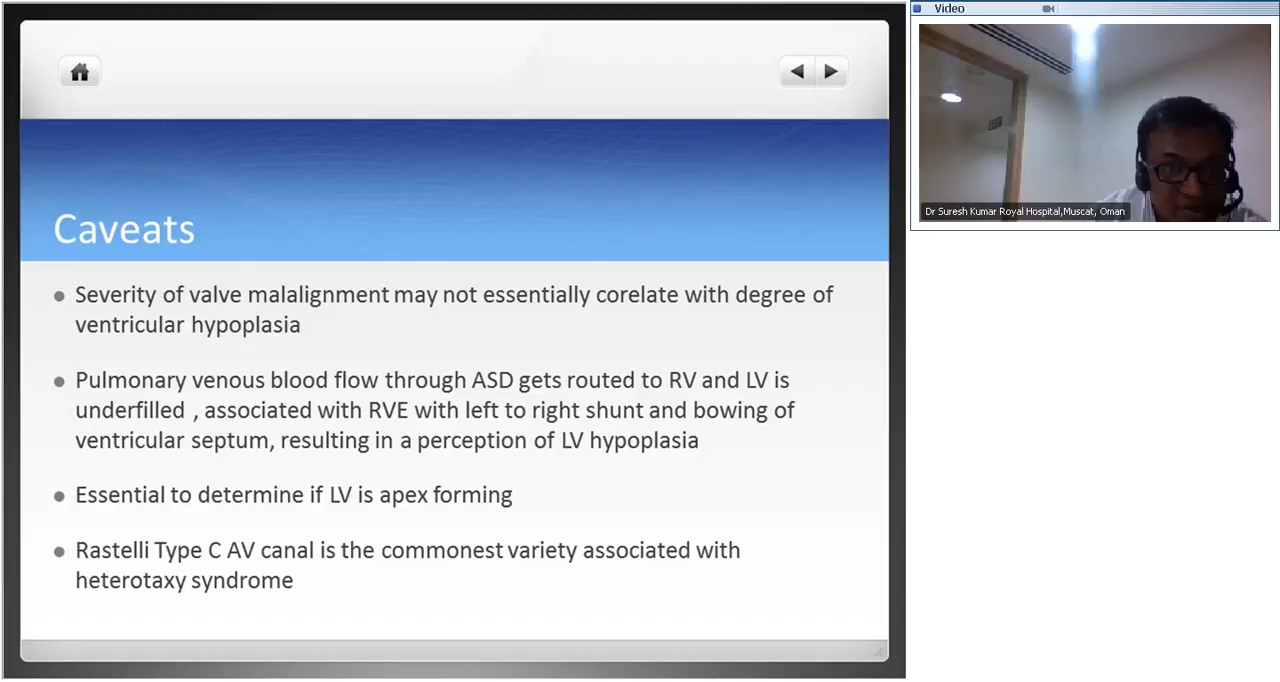 Caveats
Severity of valve malalignment may not essentially corelate with degree of
ventricular hypoplasia
Pulmonary venous blood flow through ASD gets routed to RV and LV is
underfilled , associated with RVE with left to right shunt and bowing of
ventricular septum, resulting in a perception of LV hypoplasia
Essential to determine if LV is apex forming
Rastelli Type C AV canal is the commonest variety associated with
heterotaxy syndrome
Video
Dr Suresh Kumar Royal Hospital,Muscat, Oman